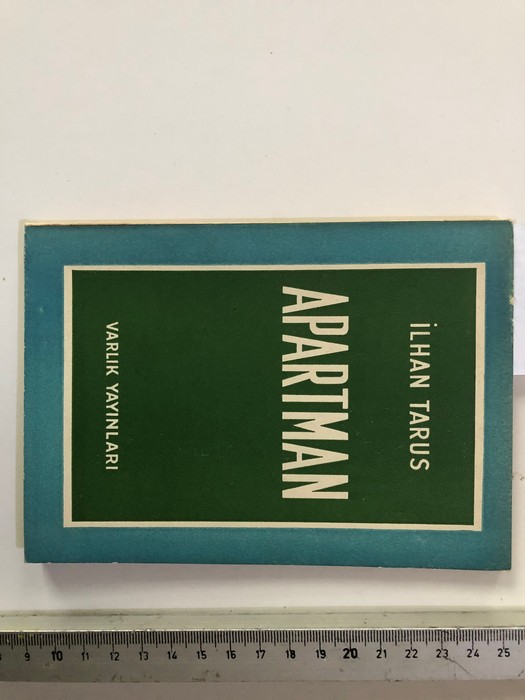 İLHAN TARUS
APARTMAN
VARLIK YAYINLARI
9 10 11 12 13 14 15 16 17 18 19 20 21 22 23 24 25